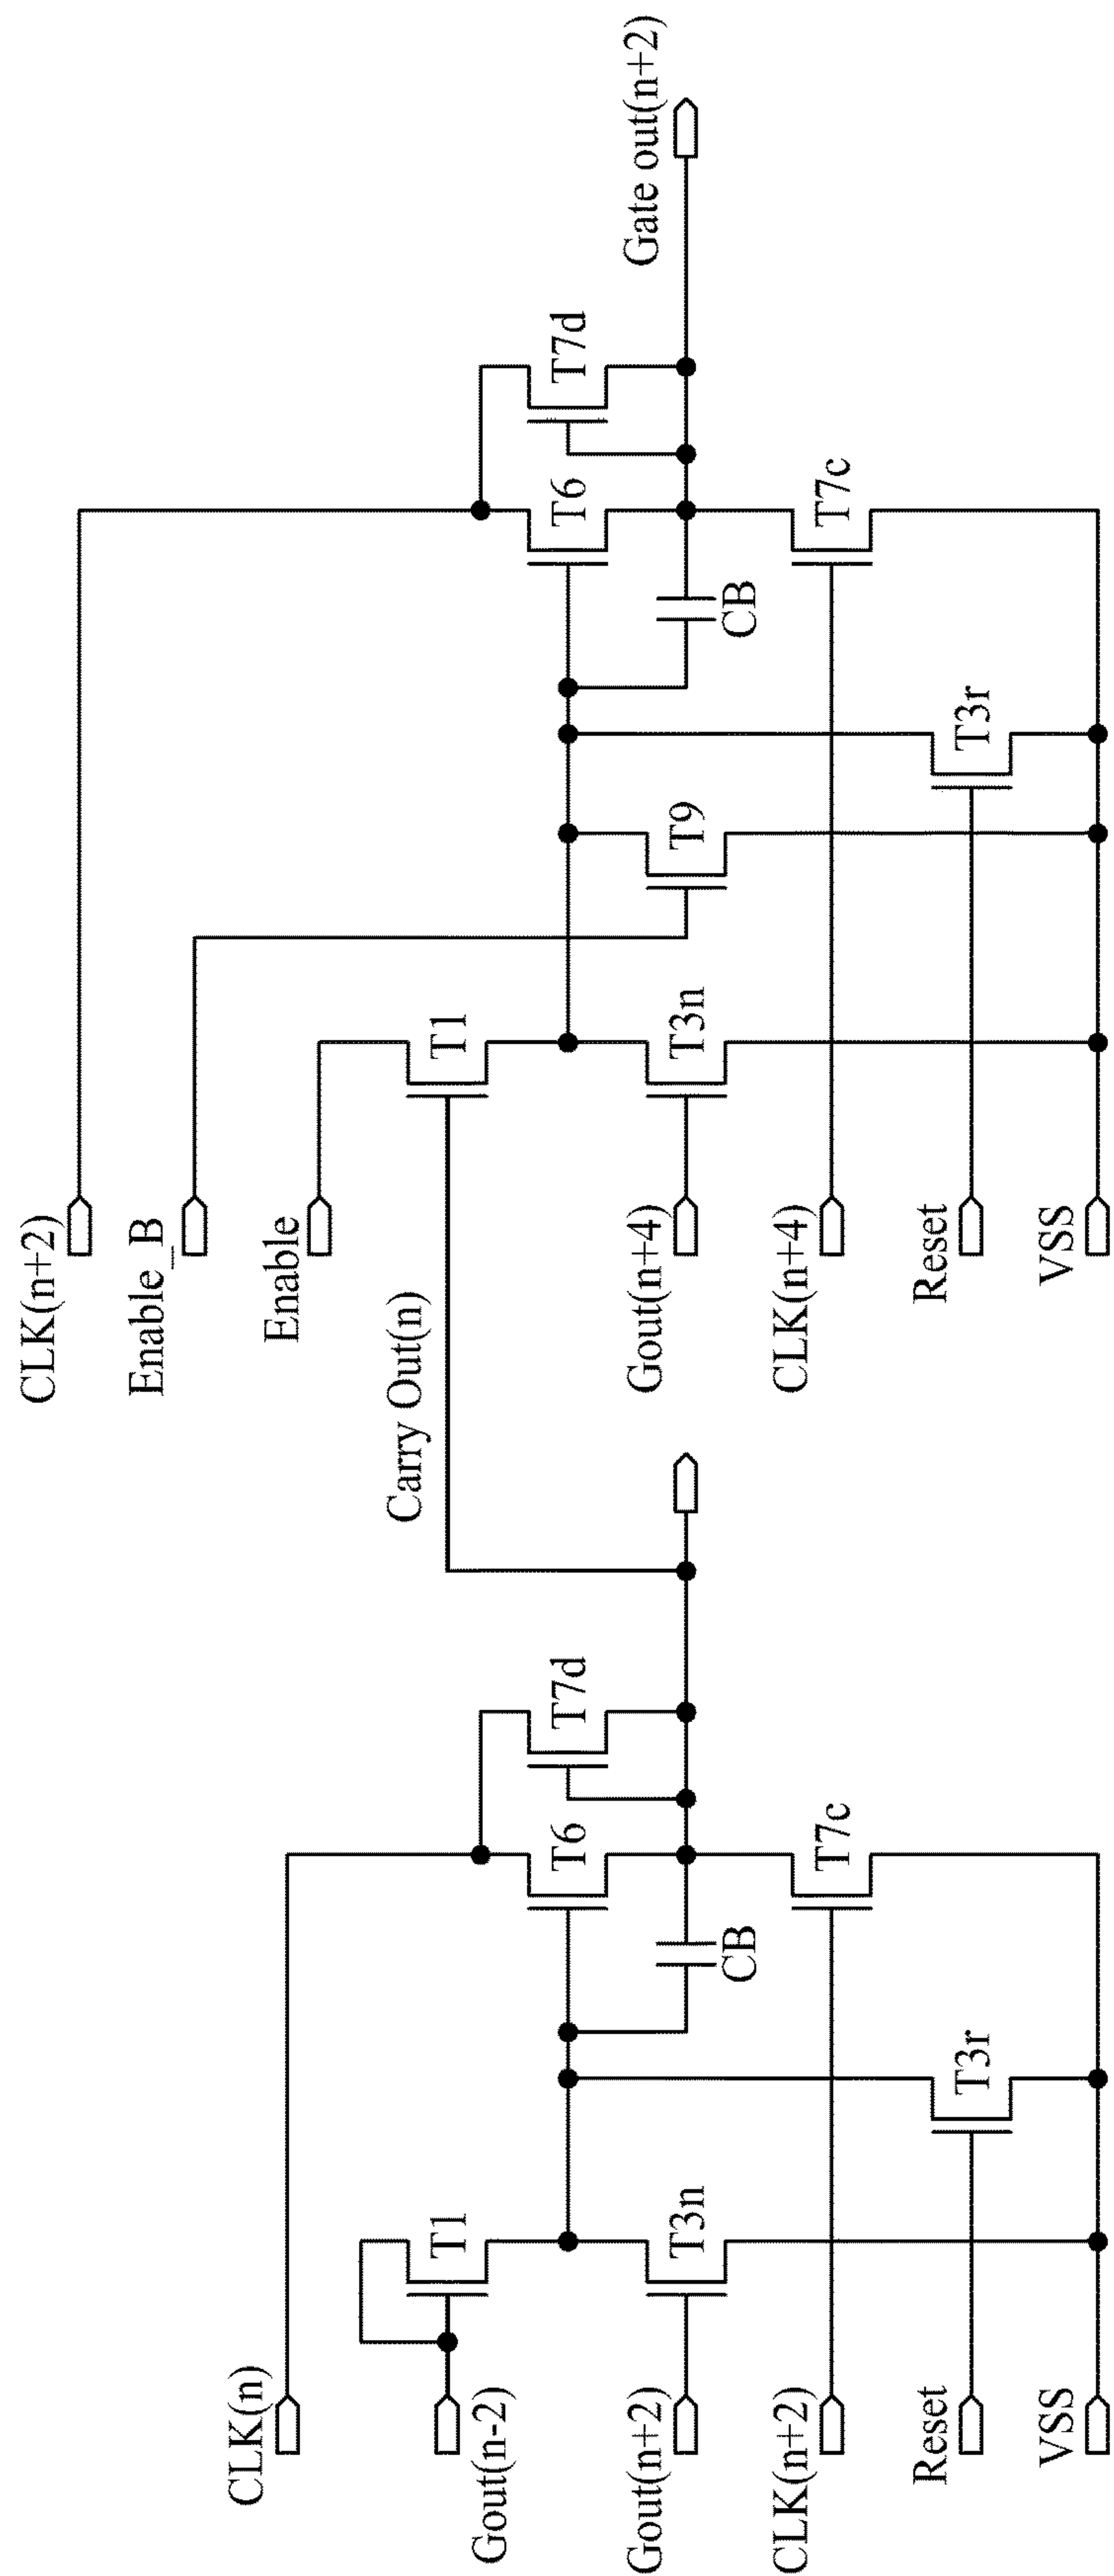 CLK(n)
Gout(n-2)
Gout(n+2)
CLK(n+2)
Reset
VSS
T1
T3n
T3r
CB
T6
T7c
T7d
Carry Out(n)
CLK(n+2)
Enable_B
Enable
Gout(n+4)
CLK(n+4)
Reset
VSS
T1
T3n
T9
T3r
CB
T6
T7c
T7d
Gate out(n+2)